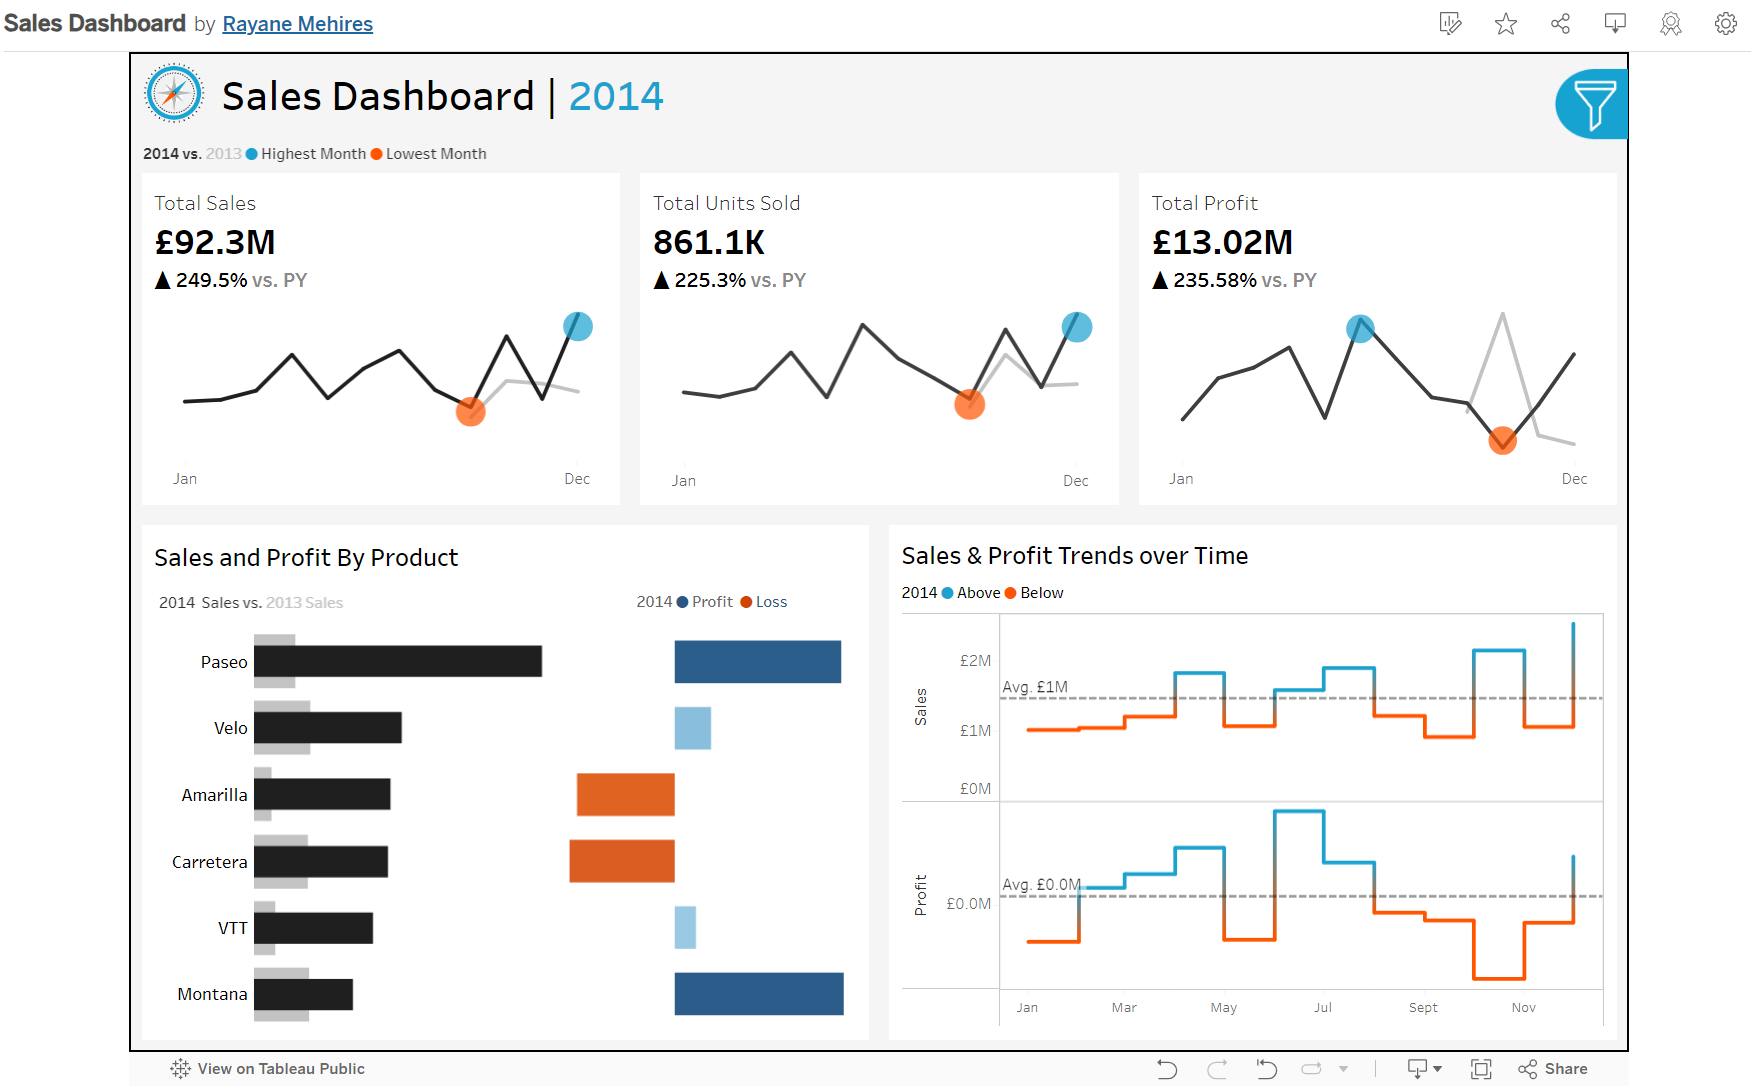 Sales Dashboard by Rayane Mehires
Sales Dashboard | 2014
2014 vs. 2013 Highest Month Lowest Month
Total Sales
£92.3M
▲ 249.5% vs. PY
Jan Dec
Total Units Sold
861.1K
▲ 225.3% vs. PY
Jan Dec
Total Profit
£13.02M
▲ 235.58% vs. PY
Jan Dec
Sales and Profit By Product
2014 Sales vs. 2013 Sales
2014 Profit Loss
Paseo
Velo
Amarilla
Carretera
VTT
Montana
Sales & Profit Trends over Time
2014 Above Below
Sales
£2M
Avg. £1M
£1M
£0M
Profit
Avg. £0.0M
£0.0M
Jan Mar May Jul Sept Nov
View on Tableau Public
Share